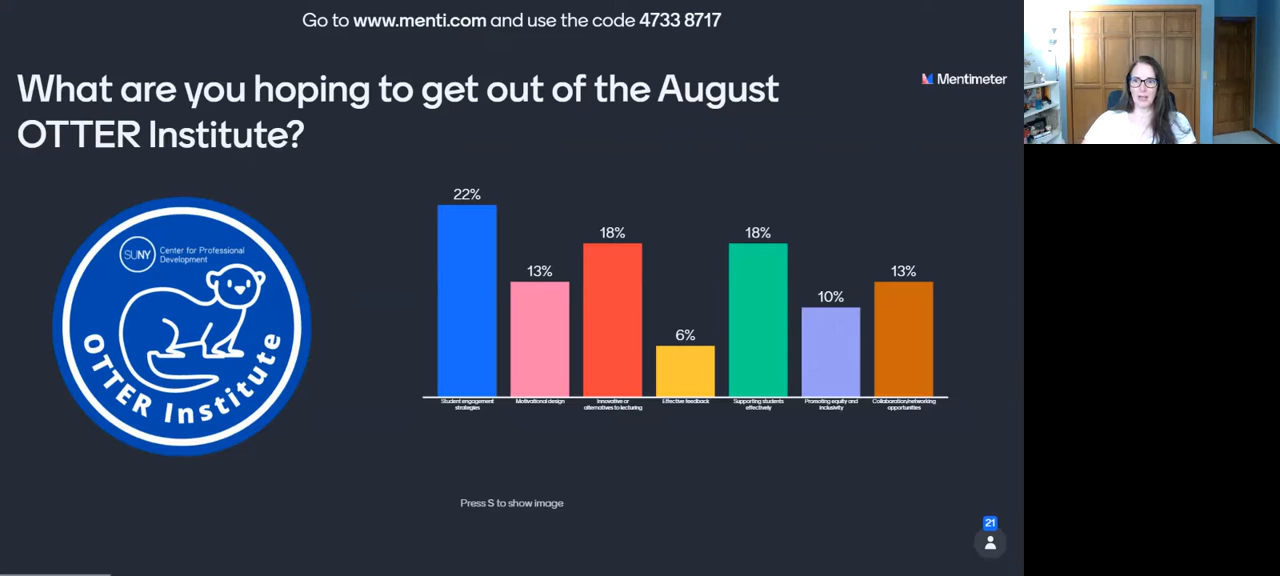 Go to www.menti.com and use the code 4733 8717
What are you hoping to get out of the August
OTTER Institute?
Mentimeter
SUNY
Center for Professional
Development
OTTER Institute
22%
13%
18%
6%
18%
10%
13%
Student engagement
strategies
Motivational design
Innovative or
alternatives to lecturing
Effective feedback
Supporting students
effectively
Promoting equity and
inclusivity
Collaboration/networking
opportunities
Press S to show image
21